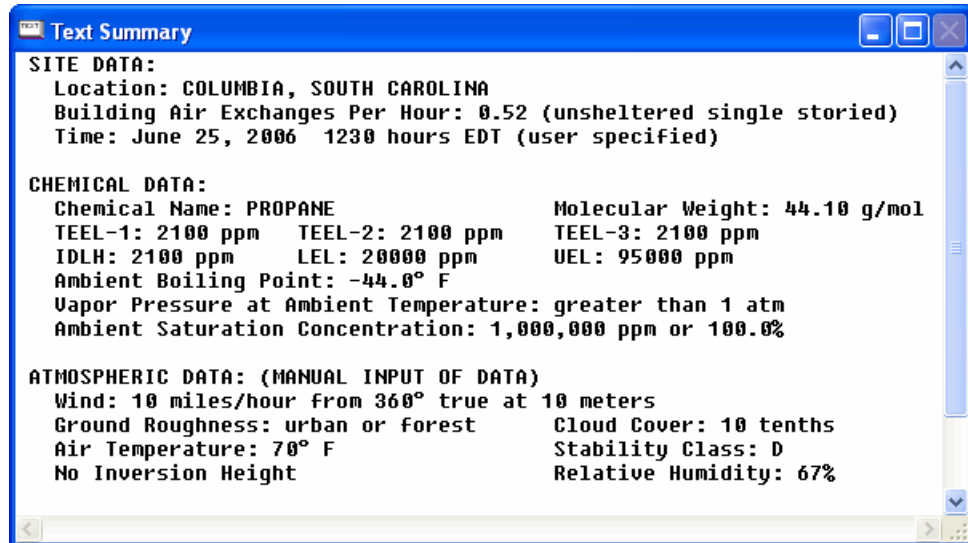 Text Summary
SITE DATA:
Location: COLUMBIA, SOUTH CAROLINA
Building Air Exchanges Per Hour: 0.52 (unsheltered single storied)
Time: June 25, 2006 1230 hours EDT (user specified)
CHEMICAL DATA:
Chemical Name: PROPANE Molecular Weight: 44.10 g/mol
TEEL-1: 2100 ppm TEEL-2: 2100 ppm TEEL-3: 2100 ppm
IDLH: 2100 ppm LEL: 20000 ppm UEL: 95000 ppm
Ambient Boiling Point: -44.0° F
Vapor Pressure at Ambient Temperature: greater than 1 atm
Ambient Saturation Concentration: 1,000,000 ppm or 100.0%
ATMOSPHERIC DATA: (MANUAL INPUT OF DATA)
Wind: 10 miles/hour from 360° true at 10 meters
Ground Roughness: urban or forest Cloud Cover: 10 tenths
Air Temperature: 70° F Stability Class: D
No Inversion Height Relative Humidity: 67%